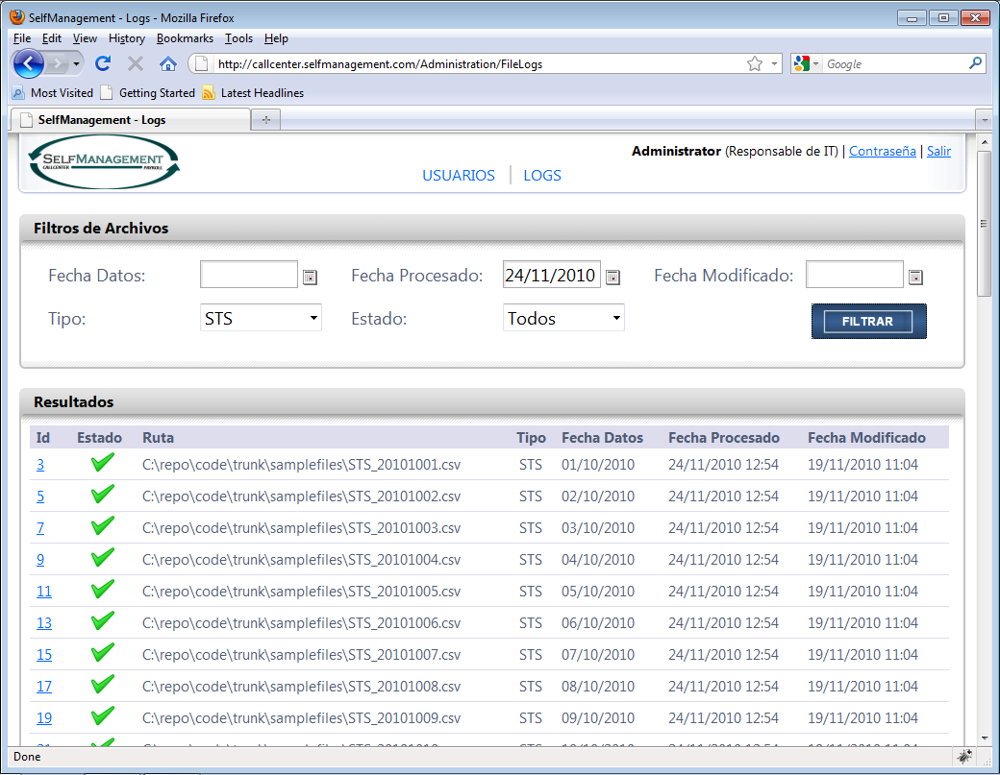 SelfManagement - Logs - Mozilla Firefox
File Edit View History Bookmarks Tools Help
http://callcenter.selfmanagement.com/Administration/FileLogs
Google
Most Visited Getting Started Latest Headlines
SelfManagement - Logs
SELFMANAGEMENT
CALLCENTER PAYROLL
Administrator (Responsable de IT) | Contraseña | Salir
USUARIOS | LOGS
Filtros de Archivos
Fecha Datos: Fecha Procesado: 24/11/2010 Fecha Modificado:
Tipo: STS Estado: Todos FILTRAR
Resultados
Id Estado Ruta Tipo Fecha Datos Fecha Procesado Fecha Modificado
3 C:\repo\code\trunk\samplefiles\STS_20101001.csv STS 01/10/2010 24/11/2010 12:54 19/11/2010 11:04
5 C:\repo\code\trunk\samplefiles\STS_20101002.csv STS 02/10/2010 24/11/2010 12:54 19/11/2010 11:04
7 C:\repo\code\trunk\samplefiles\STS_20101003.csv STS 03/10/2010 24/11/2010 12:54 19/11/2010 11:04
9 C:\repo\code\trunk\samplefiles\STS_20101004.csv STS 04/10/2010 24/11/2010 12:54 19/11/2010 11:04
11 C:\repo\code\trunk\samplefiles\STS_20101005.csv STS 05/10/2010 24/11/2010 12:54 19/11/2010 11:04
13 C:\repo\code\trunk\samplefiles\STS_20101006.csv STS 06/10/2010 24/11/2010 12:54 19/11/2010 11:04
15 C:\repo\code\trunk\samplefiles\STS_20101007.csv STS 07/10/2010 24/11/2010 12:54 19/11/2010 11:04
17 C:\repo\code\trunk\samplefiles\STS_20101008.csv STS 08/10/2010 24/11/2010 12:54 19/11/2010 11:04
19 C:\repo\code\trunk\samplefiles\STS_20101009.csv STS 09/10/2010 24/11/2010 12:54 19/11/2010 11:04
Done